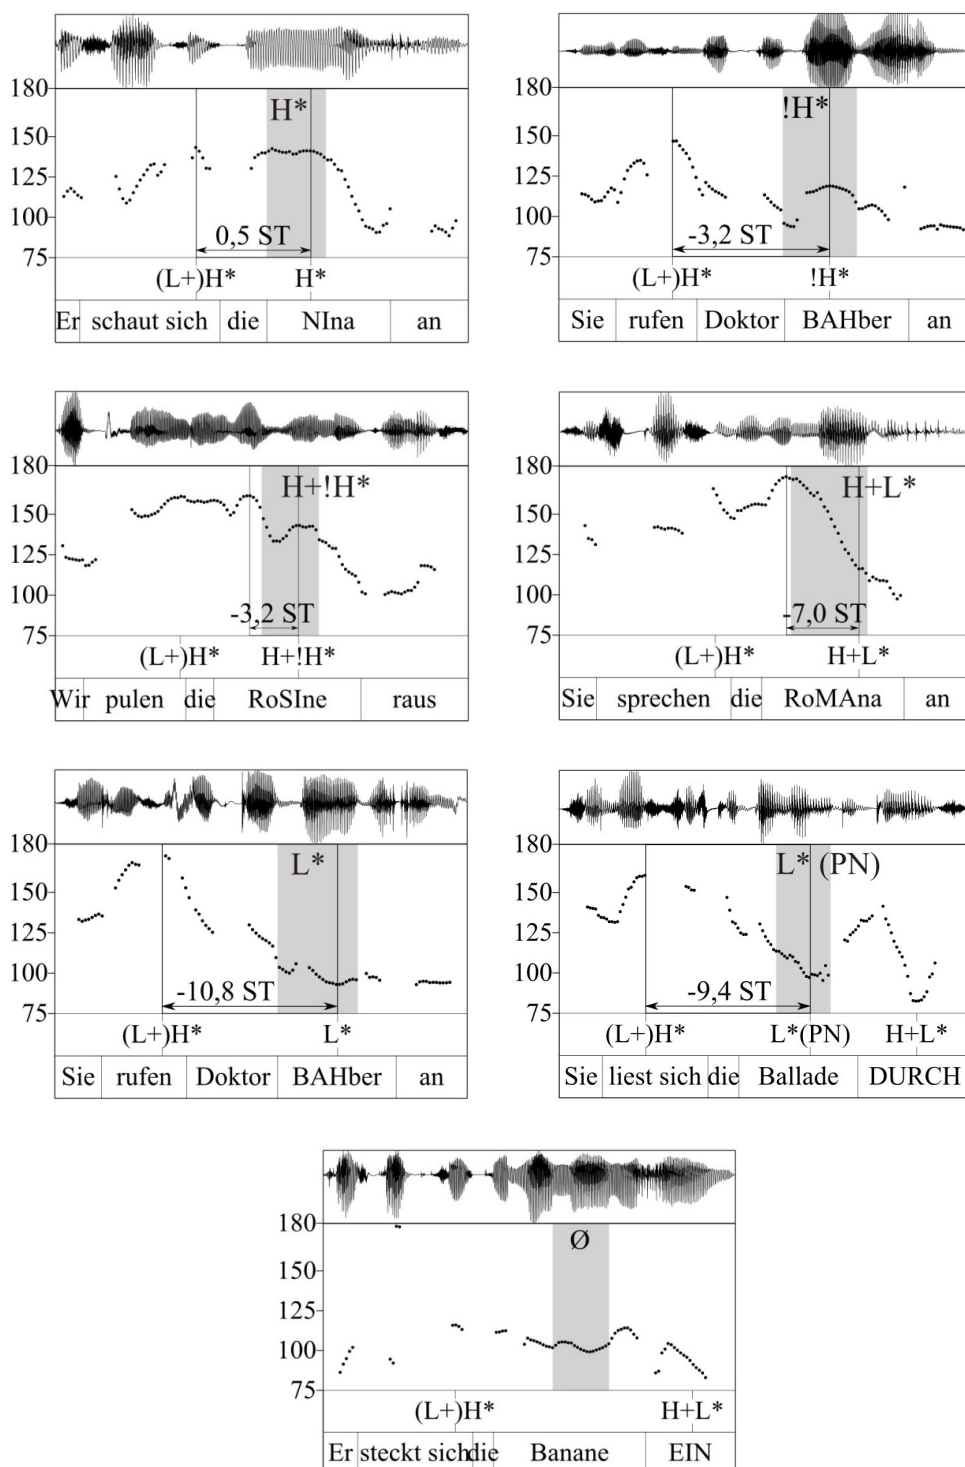 180
H*
150
125
100
0,5 ST
75
(L+)H* H*
Er schaut sich die NIna an
180
!H*
150
125
100
-3,2 ST
75
(L+)H* !H*
Sie rufen Doktor BAHber an
180
H+!H*
150
125
100
-3,2 ST
75
(L+)H* H+!H*
Wir pulen die RoSIne raus
180
H+L*
150
125
100
-7,0 ST
75
(L+)H* H+L*
Sie sprechen die RoMAna an
180
L*
150
125
100
-10,8 ST
75
(L+)H* L*
Sie rufen Doktor BAHber an
180
L* (PN)
150
125
100
-9,4 ST
75
(L+)H* L*(PN) H+L*
Sie liest sich die Ballade DURCH
180
Ø
150
125
100
75
(L+)H* H+L*
Er steckt sich die Banane EIN